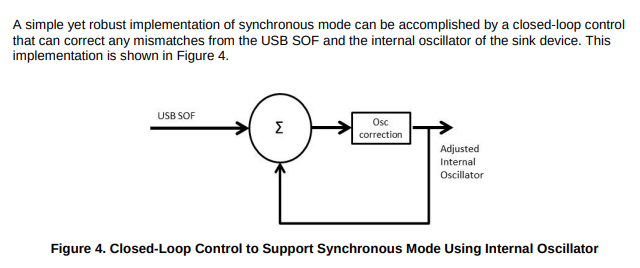 A simple yet robust implementation of synchronous mode can be accomplished by a closed-loop control
that can correct any mismatches from the USB SOF and the internal oscillator of the sink device. This
implementation is shown in Figure 4.
USB SOF
Σ
Osc
correction
Adjusted
Internal
Oscillator
Figure 4. Closed-Loop Control to Support Synchronous Mode Using Internal Oscillator